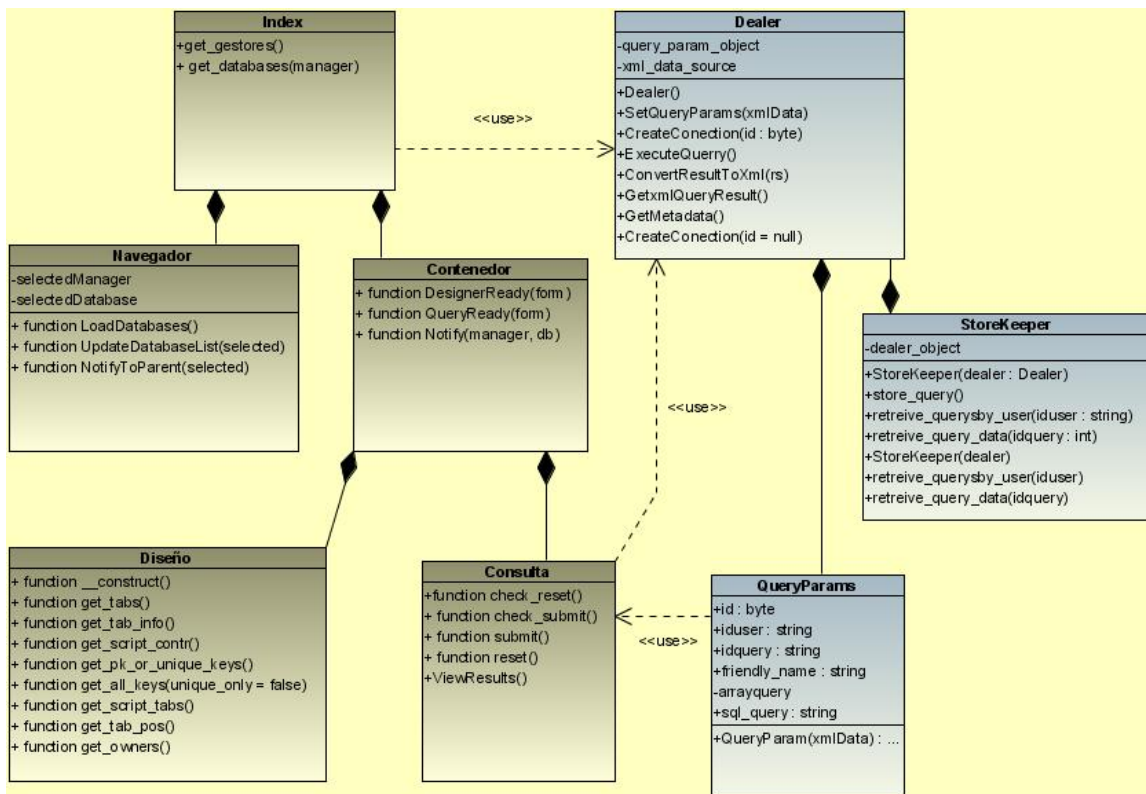 Index
+get_gestores()
+ get_databases(manager)
<<use>>
Dealer
-query_param_object
-xml_data_source
+Dealer()
+SetQueryParams(xmlData)
+CreateConection(id : byte)
+ExecuteQuerry()
+ConvertResultToXml(rs)
+GetxmlQueryResult()
+GetMetadata()
+CreateConection(id = null)
Navegador
-selectedManager
-selectedDatabase
+ function LoadDatabases()
+ function UpdateDatabaseList(selected)
+ function NotifyToParent(selected)
Contenedor
+ function DesignerReady(form)
+ function QueryReady(form)
+ function Notify(manager, db)
<<use>>
StoreKeeper
-dealer_object
+StoreKeeper(dealer : Dealer)
+store_query()
+retreive_querysby_user(iduser : string)
+retreive_query_data(idquery : int)
+StoreKeeper(dealer)
+retreive_querysby_user(iduser)
+retreive_query_data(idquery)
Diseño
+ function __construct()
+ function get_tabs()
+ function get_tab_info()
+ function get_script_contr()
+ function get_pk_or_unique_keys()
+ function get_all_keys(unique_only = false)
+ function get_script_tabs()
+ function get_tab_pos()
+ function get_owners()
Consulta
+function check_reset()
+ function check_submit()
+ function submit()
+ function reset()
+ViewResults()
<<use>>
QueryParams
+id : byte
+iduser : string
+idquery : string
+friendly_name : string
-arrayquery
+sql_query : string
+QueryParam(xmlData) : ...